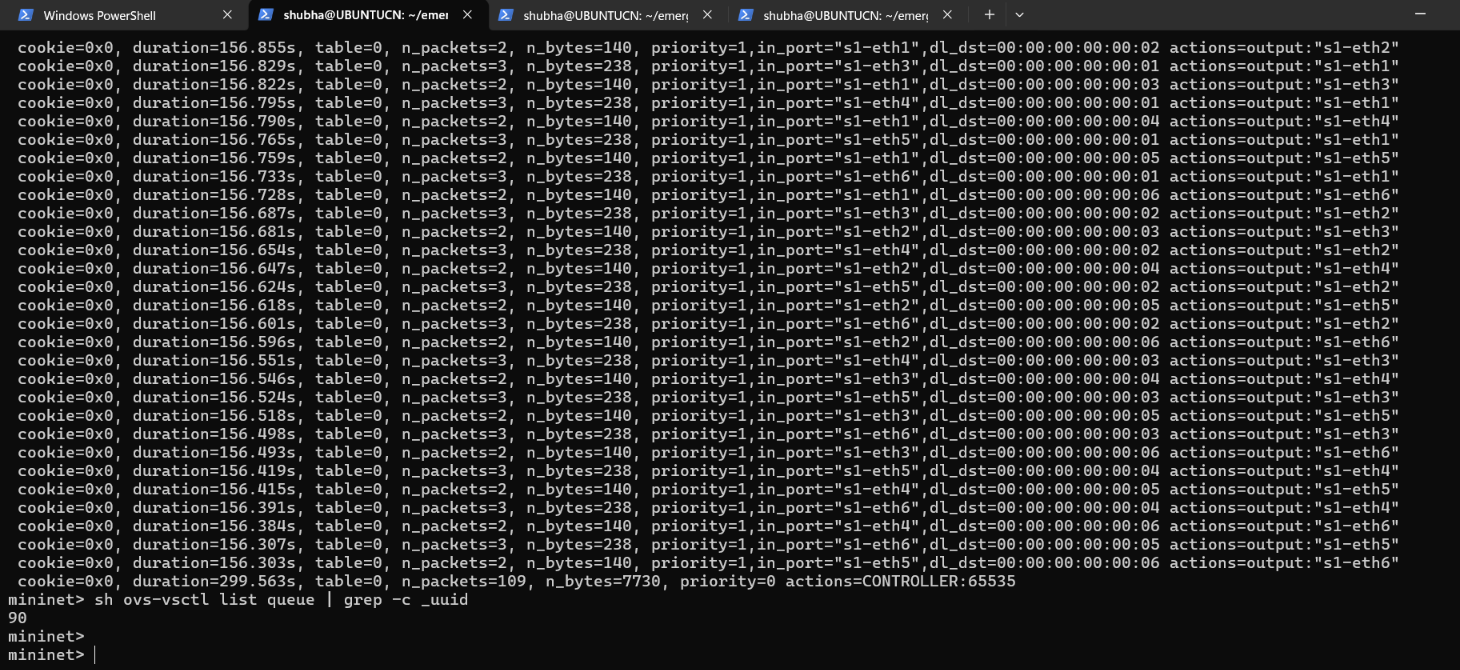 Windows PowerShell
shubha@UBUNTUCN: ~/emer
shubha@UBUNTUCN: ~/emerg
shubha@UBUNTUCN: ~/emerg
cookie=0x0, duration=156.855s, table=0, n_packets=2, n_bytes=140, priority=1,in_port="s1-eth1",dl_dst=00:00:00:00:00:02 actions=output:"s1-eth2"
cookie=0x0, duration=156.829s, table=0, n_packets=3, n_bytes=238, priority=1,in_port="s1-eth3",dl_dst=00:00:00:00:00:01 actions=output:"s1-eth1"
cookie=0x0, duration=156.822s, table=0, n_packets=2, n_bytes=140, priority=1,in_port="s1-eth1",dl_dst=00:00:00:00:00:03 actions=output:"s1-eth3"
cookie=0x0, duration=156.795s, table=0, n_packets=3, n_bytes=238, priority=1,in_port="s1-eth4",dl_dst=00:00:00:00:00:01 actions=output:"s1-eth1"
cookie=0x0, duration=156.790s, table=0, n_packets=2, n_bytes=140, priority=1,in_port="s1-eth1",dl_dst=00:00:00:00:00:04 actions=output:"s1-eth4"
cookie=0x0, duration=156.765s, table=0, n_packets=3, n_bytes=238, priority=1,in_port="s1-eth5",dl_dst=00:00:00:00:00:01 actions=output:"s1-eth1"
cookie=0x0, duration=156.759s, table=0, n_packets=2, n_bytes=140, priority=1,in_port="s1-eth1",dl_dst=00:00:00:00:00:05 actions=output:"s1-eth5"
cookie=0x0, duration=156.733s, table=0, n_packets=3, n_bytes=238, priority=1,in_port="s1-eth6",dl_dst=00:00:00:00:00:01 actions=output:"s1-eth1"
cookie=0x0, duration=156.728s, table=0, n_packets=2, n_bytes=140, priority=1,in_port="s1-eth1",dl_dst=00:00:00:00:00:06 actions=output:"s1-eth6"
cookie=0x0, duration=156.687s, table=0, n_packets=3, n_bytes=238, priority=1,in_port="s1-eth3",dl_dst=00:00:00:00:00:02 actions=output:"s1-eth2"
cookie=0x0, duration=156.681s, table=0, n_packets=2, n_bytes=140, priority=1,in_port="s1-eth2",dl_dst=00:00:00:00:00:03 actions=output:"s1-eth3"
cookie=0x0, duration=156.654s, table=0, n_packets=3, n_bytes=238, priority=1,in_port="s1-eth4",dl_dst=00:00:00:00:00:02 actions=output:"s1-eth2"
cookie=0x0, duration=156.647s, table=0, n_packets=2, n_bytes=140, priority=1,in_port="s1-eth2",dl_dst=00:00:00:00:00:04 actions=output:"s1-eth4"
cookie=0x0, duration=156.624s, table=0, n_packets=3, n_bytes=238, priority=1,in_port="s1-eth5",dl_dst=00:00:00:00:00:02 actions=output:"s1-eth2"
cookie=0x0, duration=156.618s, table=0, n_packets=2, n_bytes=140, priority=1,in_port="s1-eth2",dl_dst=00:00:00:00:00:05 actions=output:"s1-eth5"
cookie=0x0, duration=156.601s, table=0, n_packets=3, n_bytes=238, priority=1,in_port="s1-eth6",dl_dst=00:00:00:00:00:02 actions=output:"s1-eth2"
cookie=0x0, duration=156.596s, table=0, n_packets=2, n_bytes=140, priority=1,in_port="s1-eth2",dl_dst=00:00:00:00:00:06 actions=output:"s1-eth6"
cookie=0x0, duration=156.551s, table=0, n_packets=3, n_bytes=238, priority=1,in_port="s1-eth4",dl_dst=00:00:00:00:00:03 actions=output:"s1-eth3"
cookie=0x0, duration=156.546s, table=0, n_packets=2, n_bytes=140, priority=1,in_port="s1-eth3",dl_dst=00:00:00:00:00:04 actions=output:"s1-eth4"
cookie=0x0, duration=156.524s, table=0, n_packets=3, n_bytes=238, priority=1,in_port="s1-eth5",dl_dst=00:00:00:00:00:03 actions=output:"s1-eth3"
cookie=0x0, duration=156.518s, table=0, n_packets=2, n_bytes=140, priority=1,in_port="s1-eth3",dl_dst=00:00:00:00:00:05 actions=output:"s1-eth5"
cookie=0x0, duration=156.498s, table=0, n_packets=3, n_bytes=238, priority=1,in_port="s1-eth6",dl_dst=00:00:00:00:00:03 actions=output:"s1-eth3"
cookie=0x0, duration=156.493s, table=0, n_packets=2, n_bytes=140, priority=1,in_port="s1-eth3",dl_dst=00:00:00:00:00:06 actions=output:"s1-eth6"
cookie=0x0, duration=156.419s, table=0, n_packets=3, n_bytes=238, priority=1,in_port="s1-eth5",dl_dst=00:00:00:00:00:04 actions=output:"s1-eth4"
cookie=0x0, duration=156.415s, table=0, n_packets=2, n_bytes=140, priority=1,in_port="s1-eth4",dl_dst=00:00:00:00:00:05 actions=output:"s1-eth5"
cookie=0x0, duration=156.391s, table=0, n_packets=3, n_bytes=238, priority=1,in_port="s1-eth6",dl_dst=00:00:00:00:00:04 actions=output:"s1-eth4"
cookie=0x0, duration=156.384s, table=0, n_packets=2, n_bytes=140, priority=1,in_port="s1-eth4",dl_dst=00:00:00:00:00:06 actions=output:"s1-eth6"
cookie=0x0, duration=156.307s, table=0, n_packets=3, n_bytes=238, priority=1,in_port="s1-eth6",dl_dst=00:00:00:00:00:05 actions=output:"s1-eth5"
cookie=0x0, duration=156.303s, table=0, n_packets=2, n_bytes=140, priority=1,in_port="s1-eth5",dl_dst=00:00:00:00:00:06 actions=output:"s1-eth6"
cookie=0x0, duration=299.563s, table=0, n_packets=109, n_bytes=7730, priority=0 actions=CONTROLLER:65535
mininet> sh ovs-vsctl list queue | grep -c _uuid
90
mininet>
mininet>